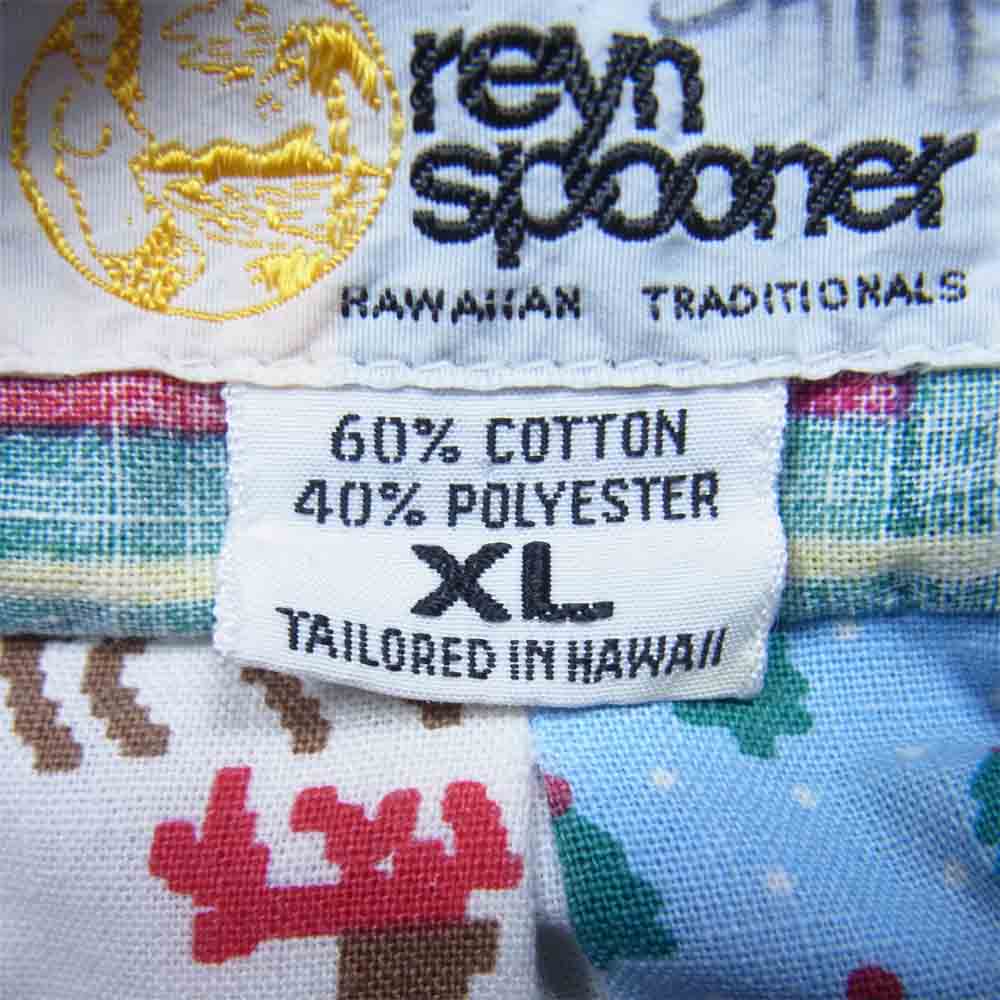 reyn
spooner
HAWAIIAN TRADITIONALS
60% COTTON
40% POLYESTER
XL
TAILORED IN HAWAII